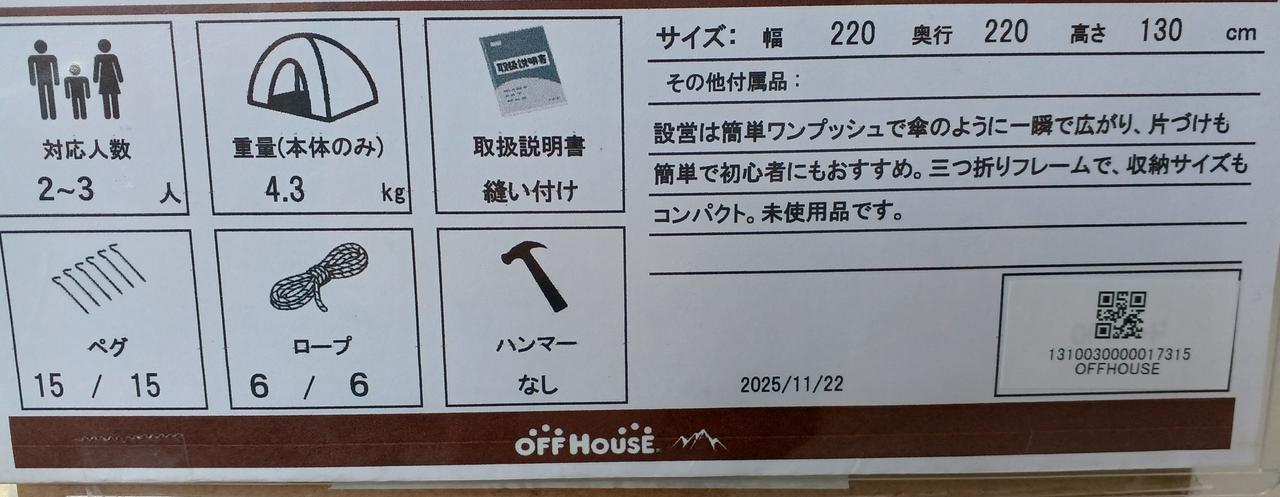 対応人数
2~3 人
重量(本体のみ)
4.3 kg
取扱説明書
取扱説明書
縫い付け
ペグ
15 / 15
ロープ
6 / 6
ハンマー
なし
サイズ: 幅 220 奥行 220 高さ 130 cm
その他付属品:
設営は簡単ワンプッシュで傘のように一瞬で広がり、片づけも
簡単で初心者にもおすすめ。三つ折りフレームで、収納サイズも
コンパクト。未使用品です。
2025/11/22
1310030000017315
OFFHOUSE
OFF HOUSE